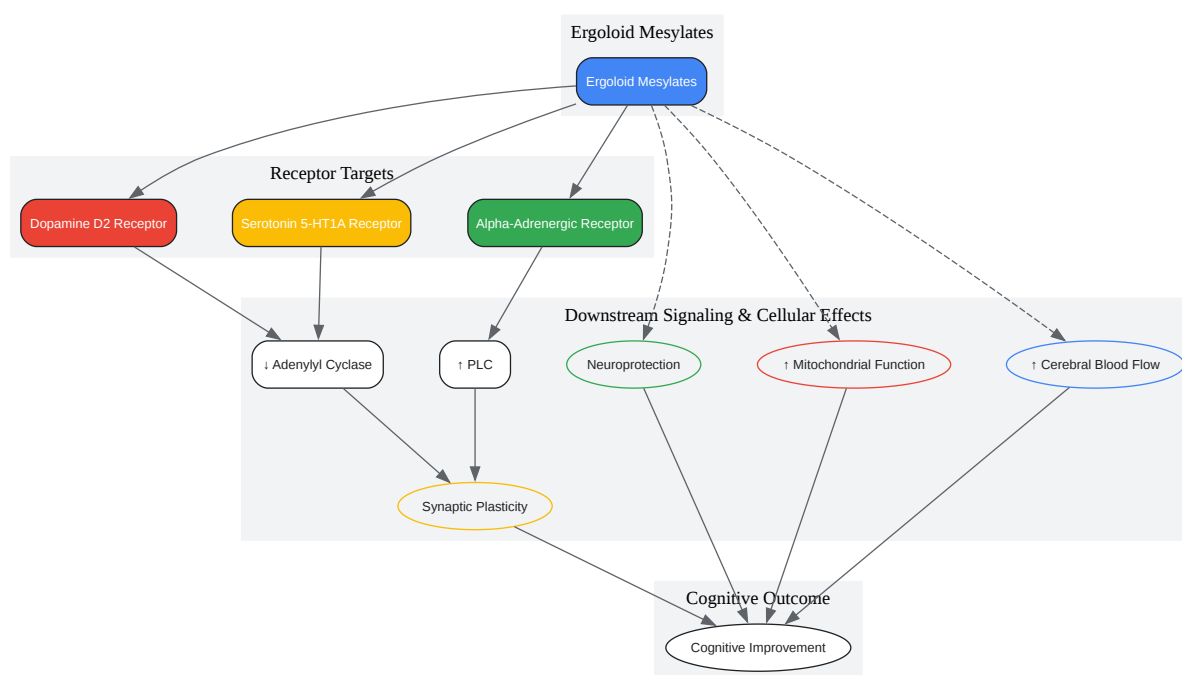 Ergoloid Mesylates
Ergoloid Mesylates
Receptor Targets
Dopamine D2 Receptor
Serotonin 5-HT1A Receptor
Alpha-Adrenergic Receptor
Downstream Signaling & Cellular Effects
↓ Adenylyl Cyclase
↑ PLC
Neuroprotection
↑ Mitochondrial Function
↑ Cerebral Blood Flow
Synaptic Plasticity
Cognitive Outcome
Cognitive Improvement